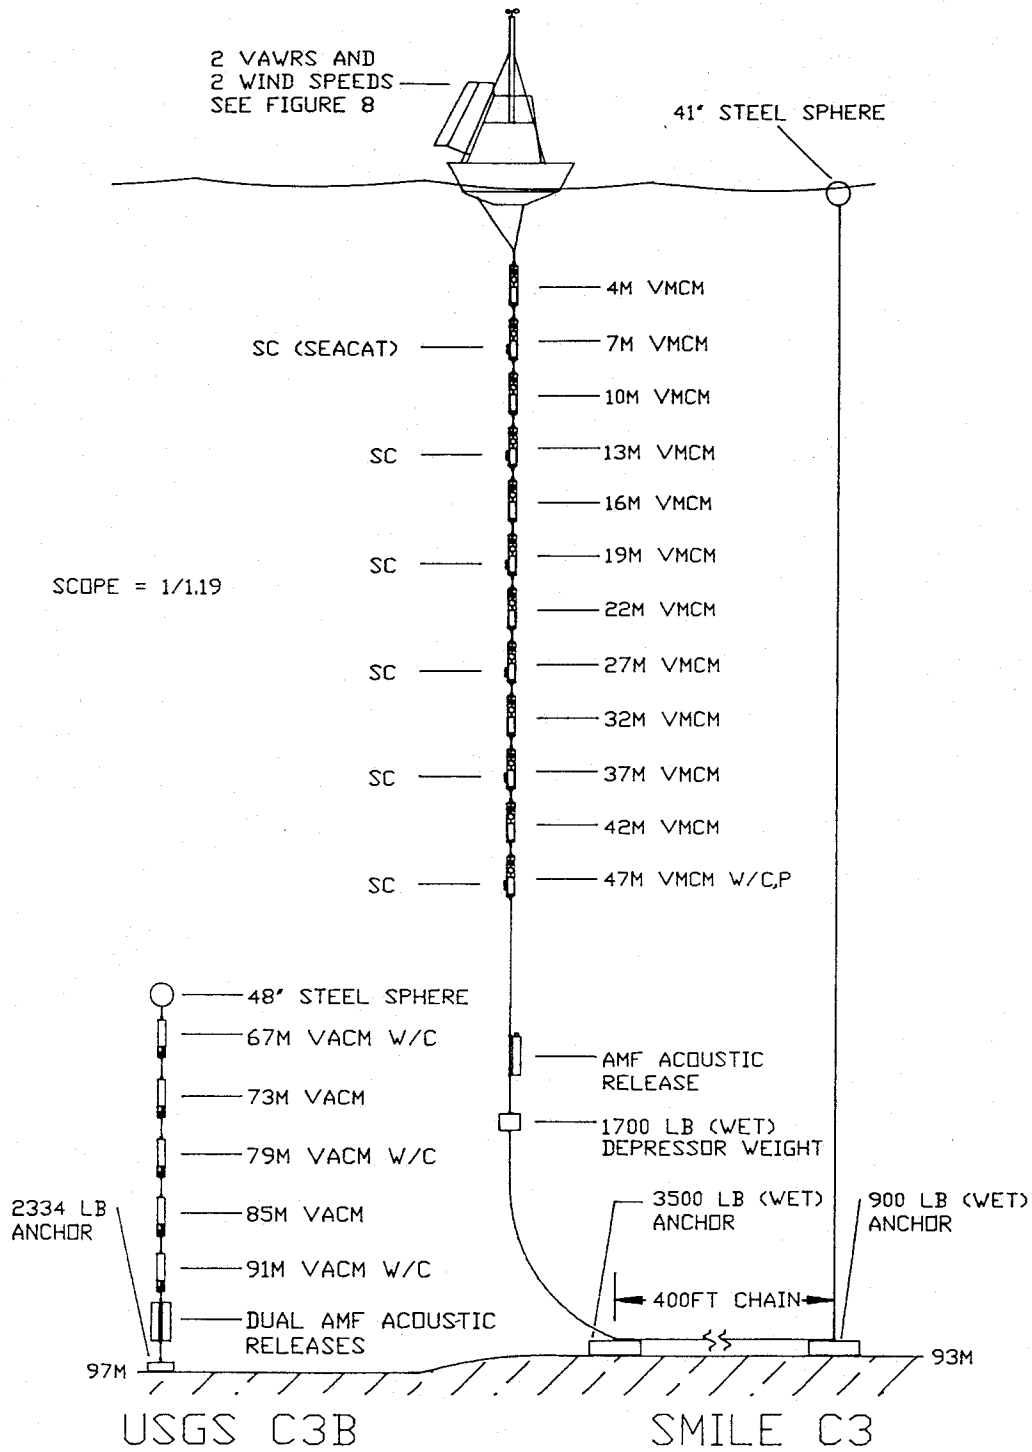 2 VAWRS AND
2 WIND SPEEDS
SEE FIGURE 8
41" STEEL SPHERE
4M VMCM
SC (SEACAT)
7M VMCM
10M VMCM
SC
13M VMCM
16M VMCM
SC
19M VMCM
SCOPE = 1/1.19
22M VMCM
SC
27M VMCM
32M VMCM
SC
37M VMCM
42M VMCM
SC
47M VMCM W/C,P
48" STEEL SPHERE
67M VACM W/C
73M VACM
79M VACM W/C
85M VACM
91M VACM W/C
2334 LB
ANCHOR
DUAL AMF ACOUSTIC
RELEASES
97M
AMF ACOUSTIC
RELEASE
1700 LB (WET)
DEPRESSOR WEIGHT
3500 LB (WET)
ANCHOR
900 LB (WET)
ANCHOR
400FT CHAIN
93M
USGS C3B
SMILE C3